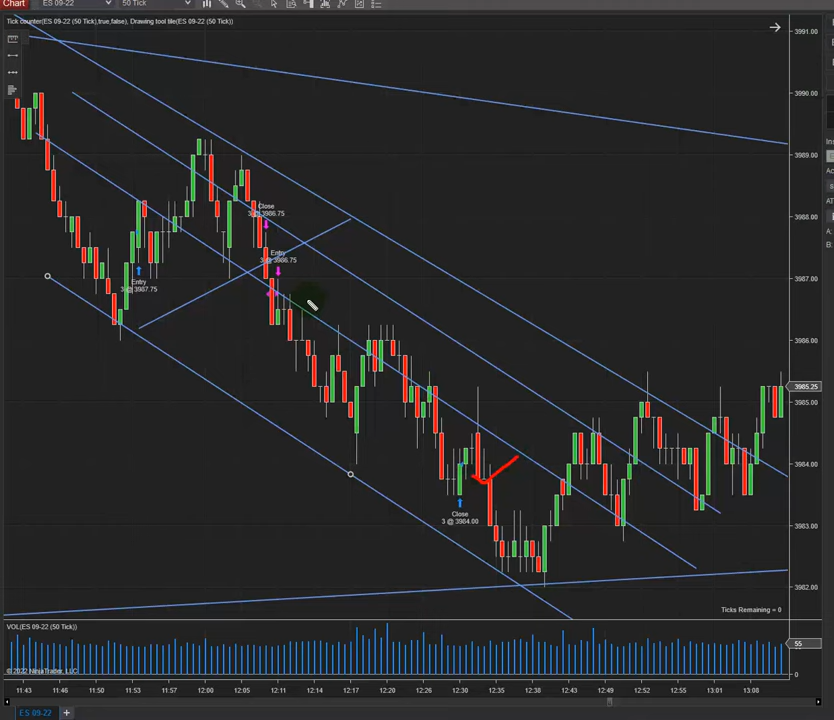 Chart ES 09-22 50 Tick
Tick counter(ES 09-22 (50 Tick),true,false), Drawing tool tile(ES 09-22 (50 Tick))
3991.00
3990.00
3989.00
3988.00
3987.00
3986.00
3985.25
3985.00
3984.00
3983.00
3982.00
Close
3 @ 3986.75
Entry
3 @ 3986.75
Entry
3 @ 3987.75
Close
3 @ 3984.00
Ticks Remaining = 0
VOL(ES 09-22 (50 Tick))
55
0
© 2022 NinjaTrader, LLC
11:43 11:46 11:50 11:53 11:57 12:00 12:05 12:11 12:14 12:17 12:20 12:26 12:30 12:35 12:38 12:43 12:49 12:52 12:55 13:01 13:08
ES 09-22 +
Ins
Ac
AT
A:
B: